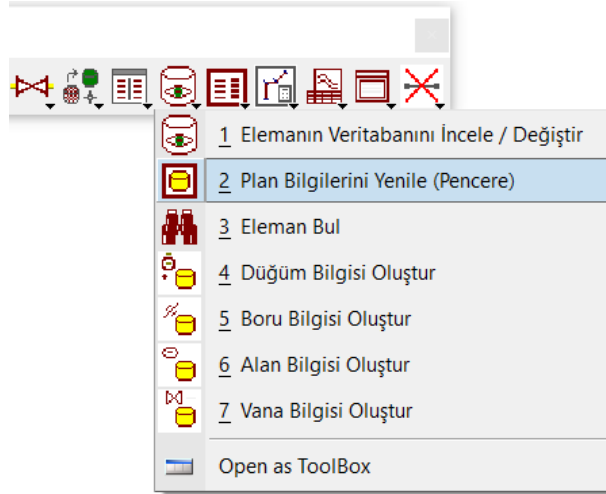 1 Elemanın Veritabanını İncele / Değiştir
2 Plan Bilgilerini Yenile (Pencere)
3 Eleman Bul
4 Düğüm Bilgisi Oluştur
5 Boru Bilgisi Oluştur
6 Alan Bilgisi Oluştur
7 Vana Bilgisi Oluştur
Open as ToolBox